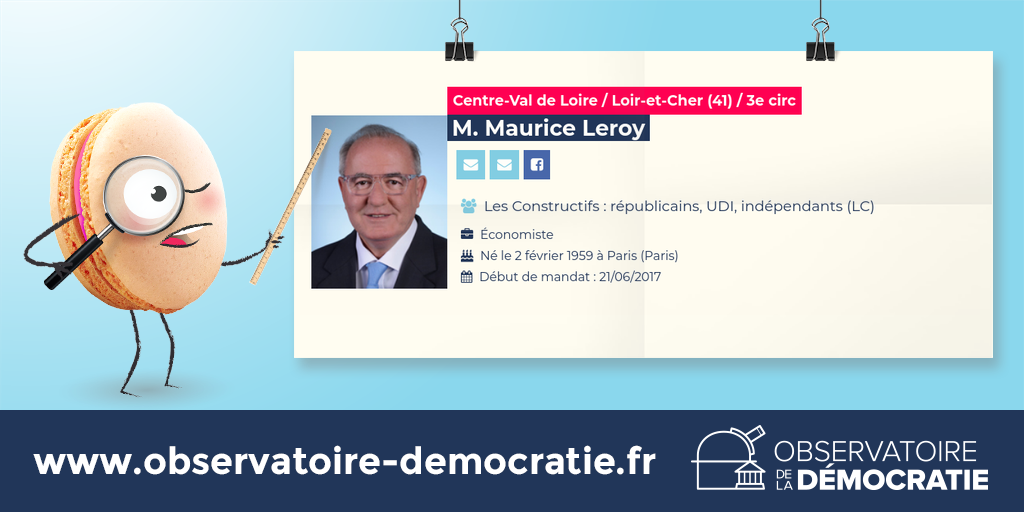 Centre-Val de Loire / Loir-et-Cher (41) / 3e circ
M. Maurice Leroy
Les Constructifs : républicains, UDI, indépendants (LC)
Économiste
Né le 2 février 1959 à Paris (Paris)
Début de mandat : 21/06/2017
www.observatoire-democratie.fr
OBSERVATOIRE
DE LA DÉMOCRATIE